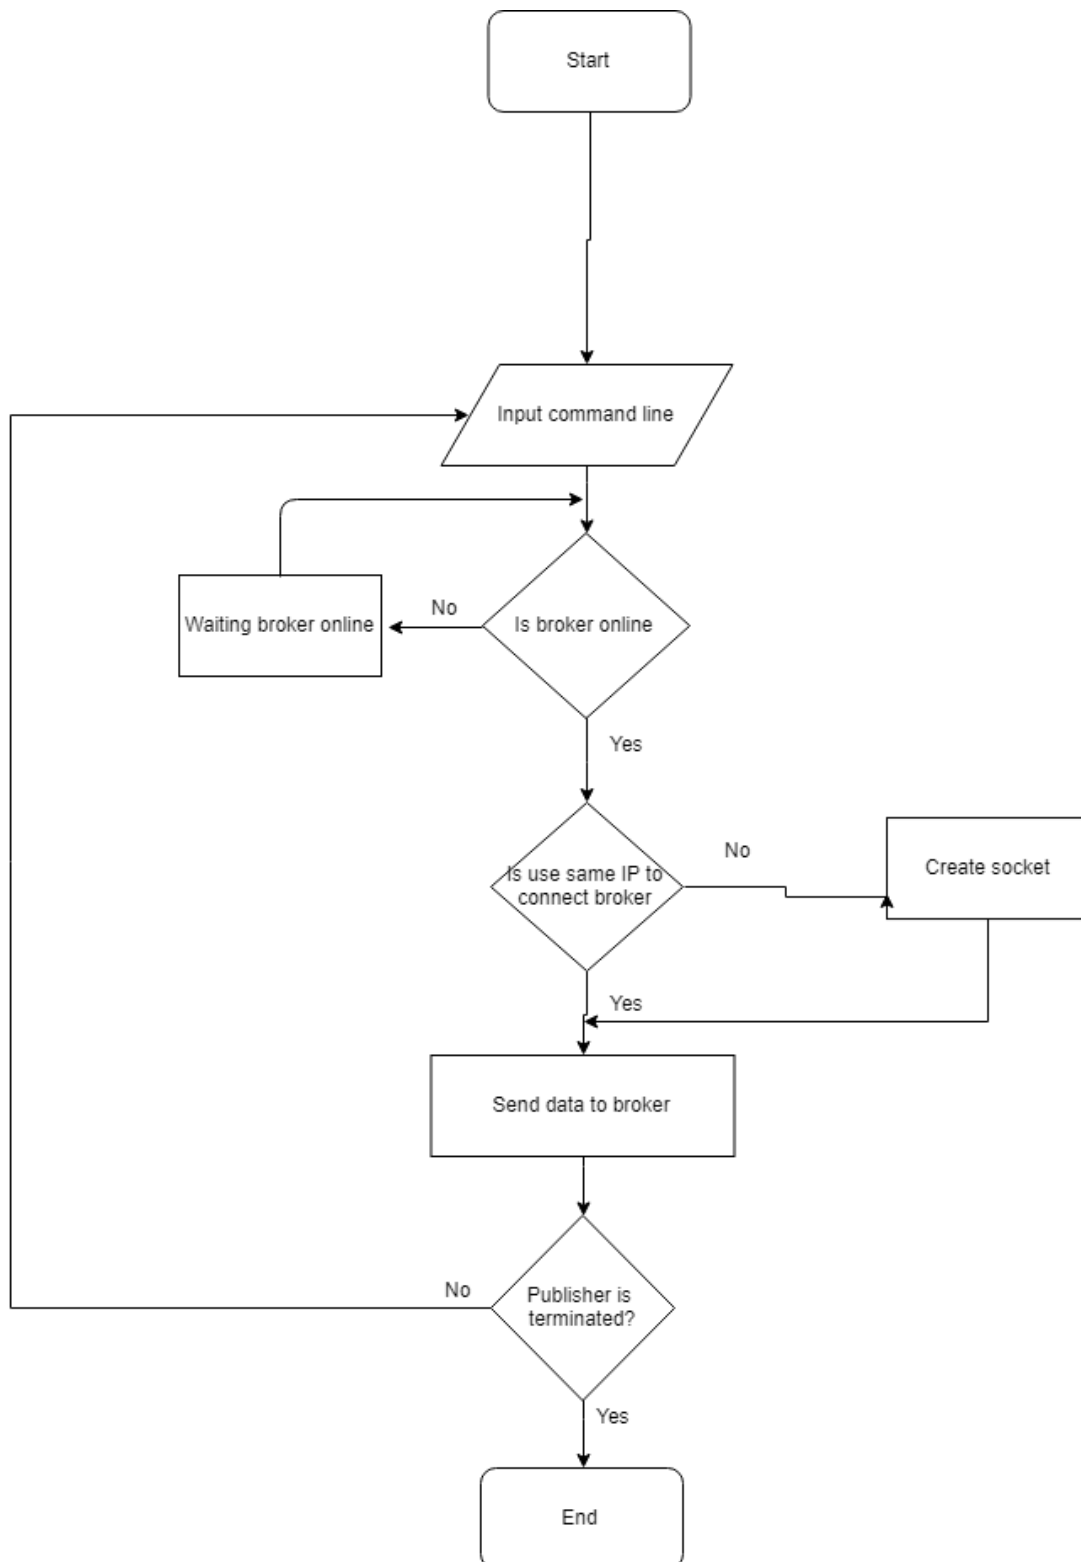 Start
Input command line
No
Waiting broker online
Is broker online
Yes
No
Create socket
Is use same IP to
connect broker
Yes
Send data to broker
No
Publisher is
terminated?
Yes
End